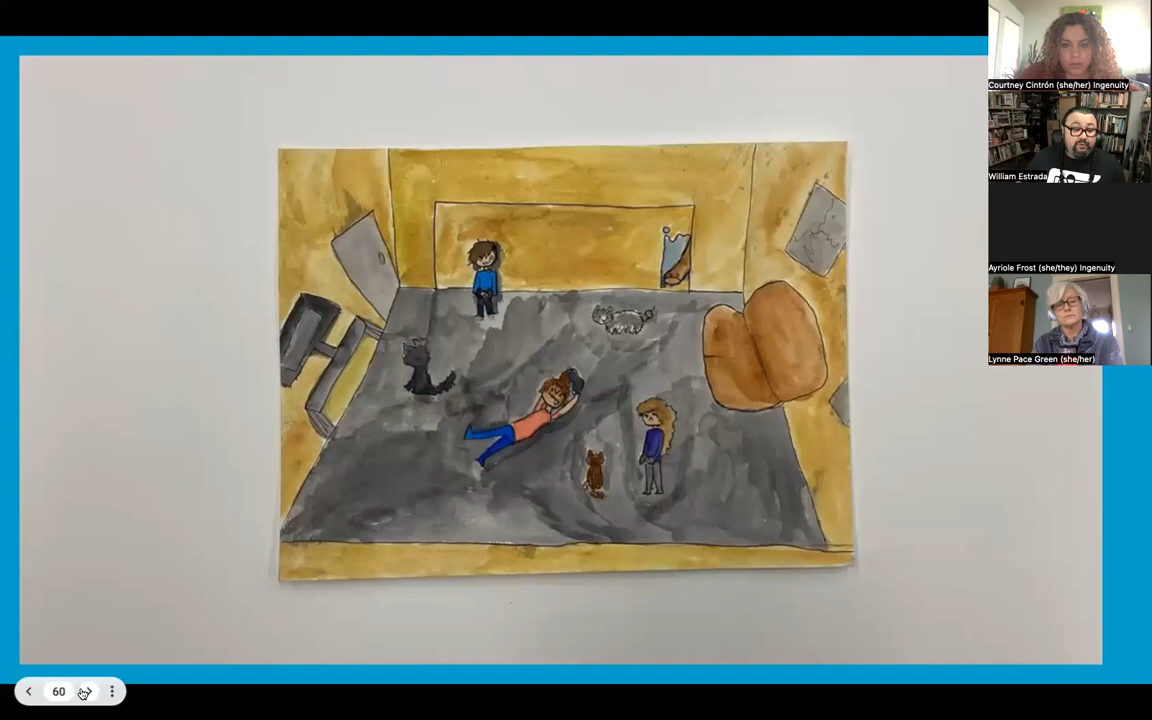 Courtney Cintrón (she/her) Ingenuity
William Estrada
Ayriole Frost (she/they) Ingenuity
Lynne Pace Green (she/her)
60